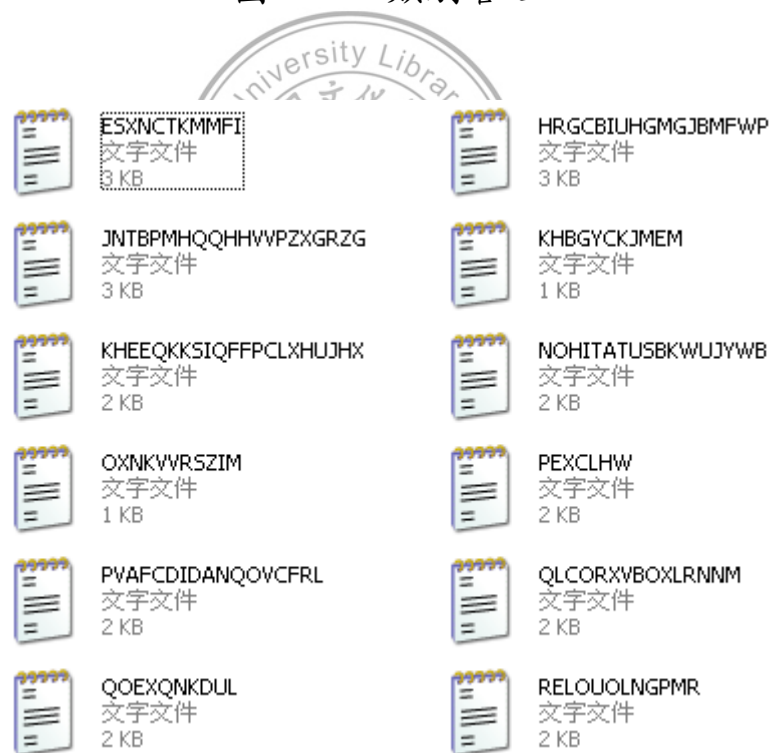 University Libra
ESXNCTKMMFI
文字文件
3 KB
HRGCBIUHGMGJBMFWP
文字文件
3 KB
JNTBPMHQQHHVVPZXGRZG
文字文件
3 KB
KHBGYCKJMEM
文字文件
1 KB
KHEEQKKSIQFFPCLXHUJHX
文字文件
2 KB
NOHITATUSBKWUJYWB
文字文件
2 KB
OXNKVVRSZIM
文字文件
1 KB
PEXCLHW
文字文件
2 KB
PVAFCDIDANQOVCFRL
文字文件
2 KB
QLCORXVBOXLRNNM
文字文件
2 KB
QOEXQNKDUL
文字文件
2 KB
RELOUOLNGPMR
文字文件
2 KB